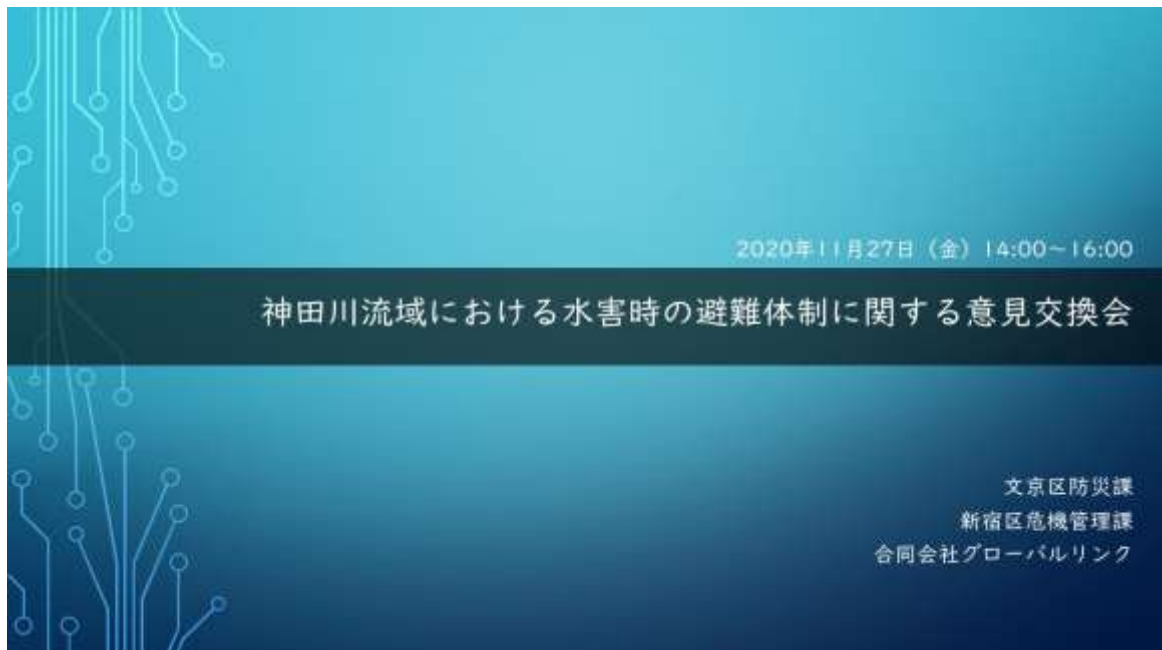 2020年11月27日（金）14:00～16:00
神田川流域における水害時の避難体制に関する意見交換会
文京区防災課
新宿区危機管理課
合同会社グローバルリンク